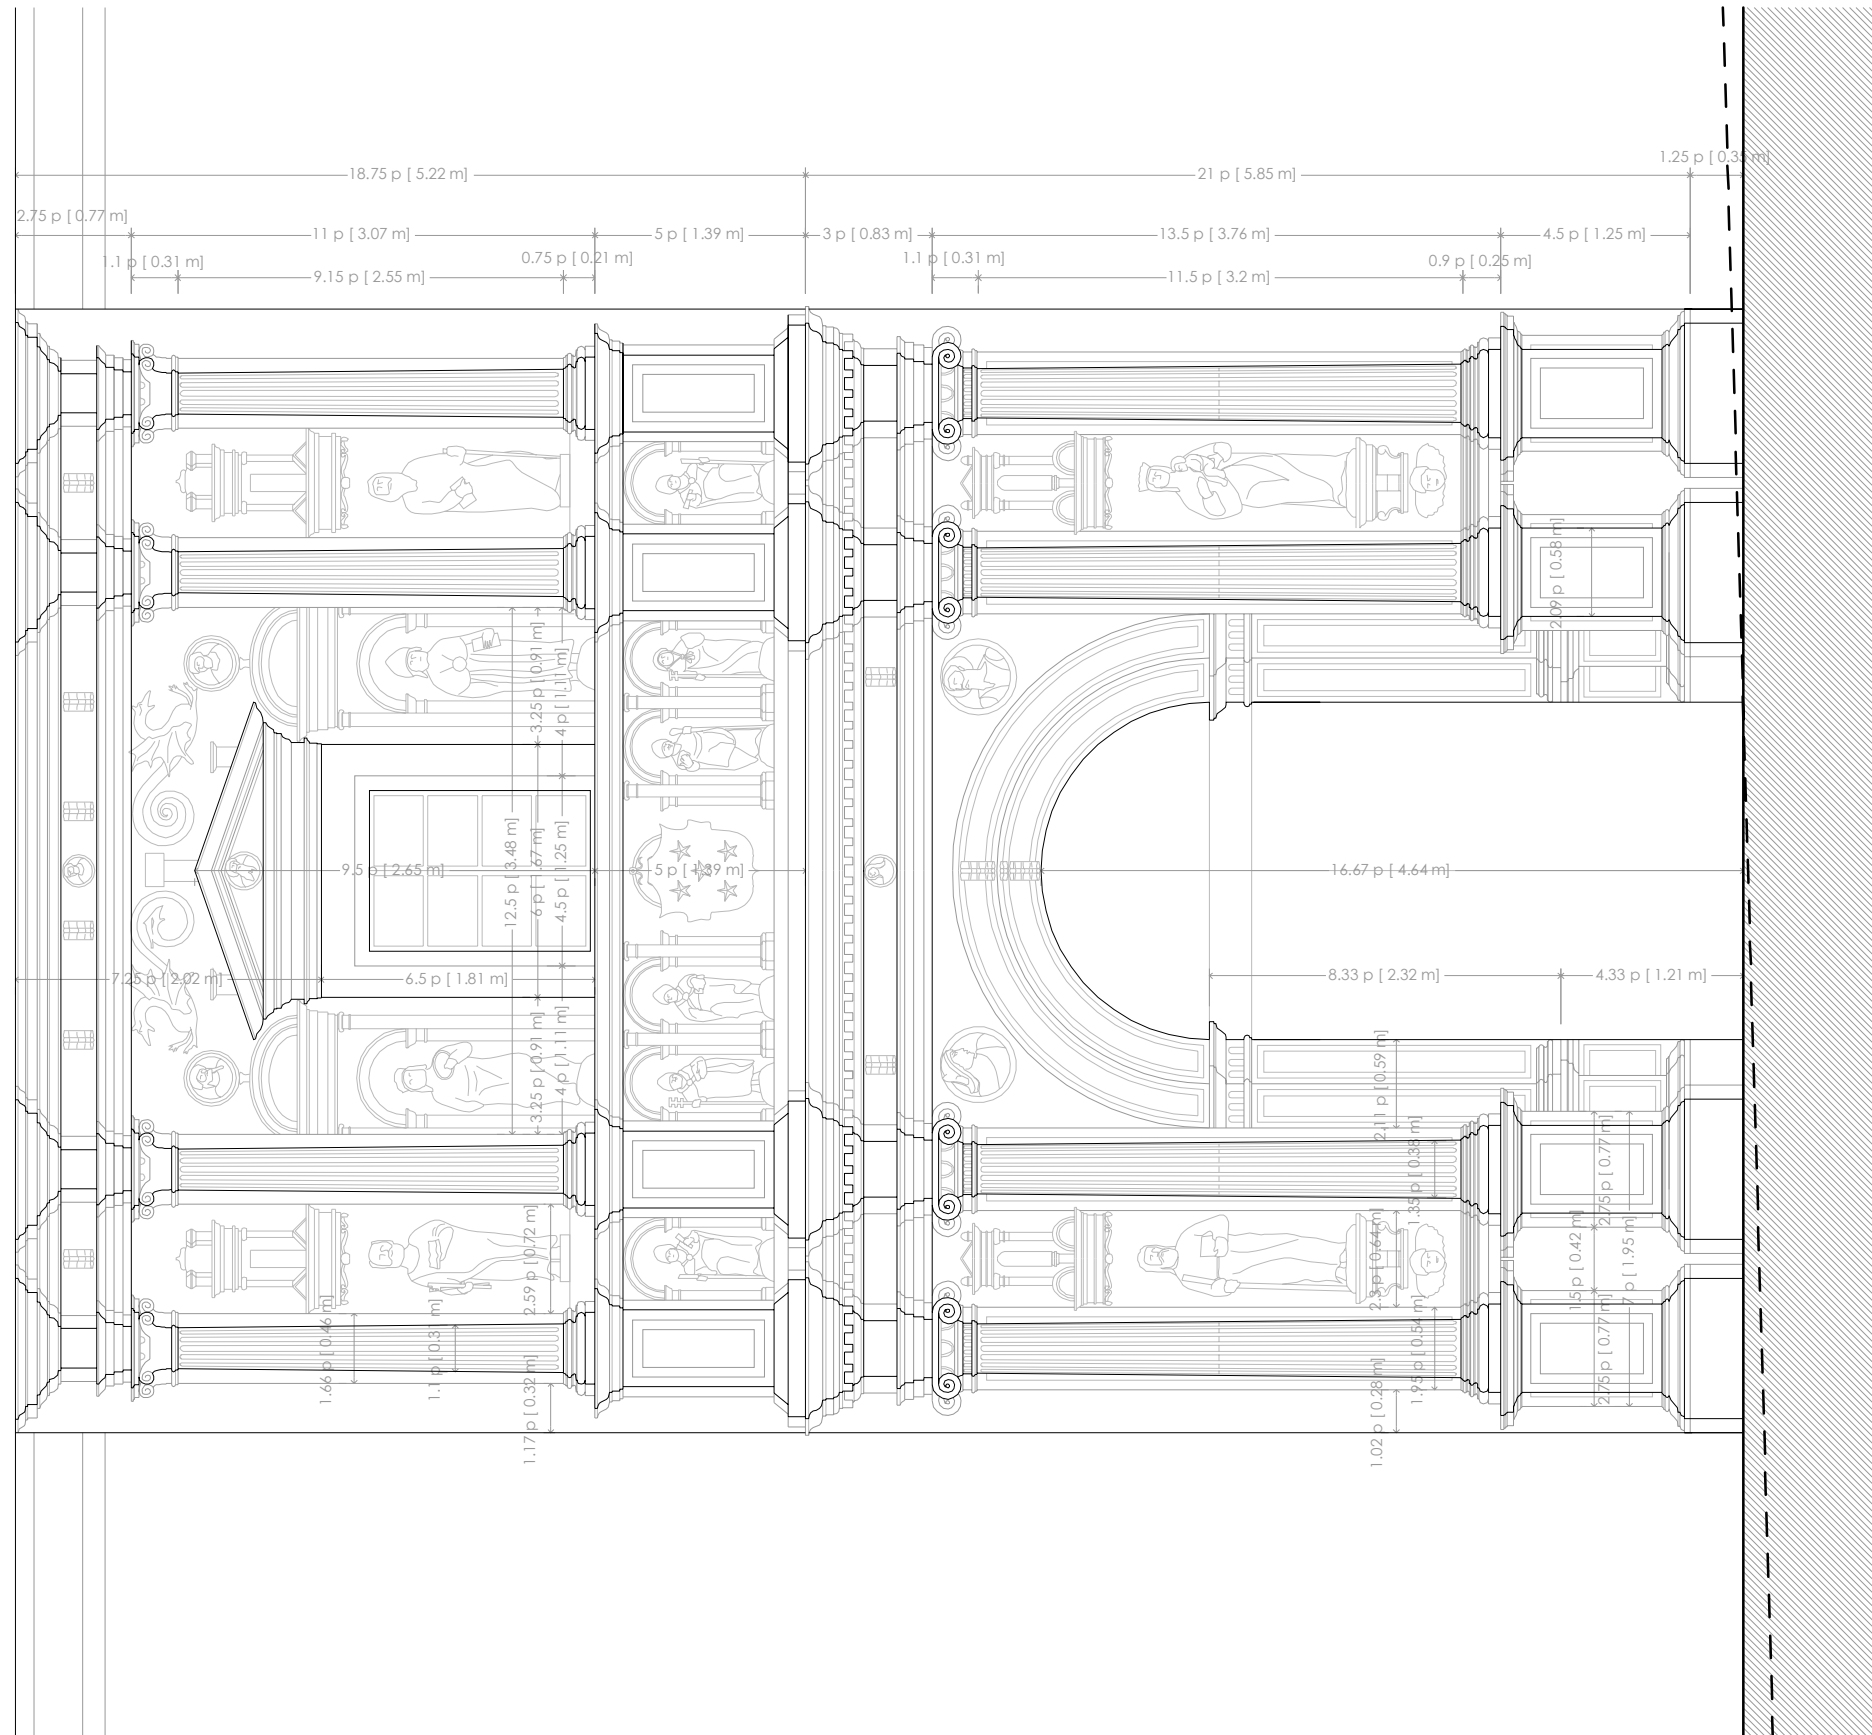 1.25 p [ 0.35 m]
18.75 p [ 5.22 m]
21 p [ 5.85 m]
2.75 p [ 0.77 m]
11 p [ 3.07 m]
5 p [ 1.39 m]
3 p [ 0.83 m]
13.5 p [ 3.76 m]
4.5 p [ 1.25 m]
1.1 p [ 0.31 m]
9.15 p [ 2.55 m]
0.75 p [ 0.21 m]
1.1 p [ 0.31 m]
11.5 p [ 3.2 m]
0.9 p [ 0.25 m]
2.09 p [ 0.58 m]
3.25 p [ 0.91 m]
4 p [ 1.11 m]
9.5 p [ 2.65 m]
12.5 p [ 3.48 m]
6 p [ 1.67 m]
4.5 p [ 1.25 m]
5 p [ 1.39 m]
16.67 p [ 4.64 m]
7.25 p [ 2.02 m]
6.5 p [ 1.81 m]
8.33 p [ 2.32 m]
4.33 p [ 1.21 m]
3.25 p [ 0.91 m]
4 p [ 1.11 m]
2.11 p [ 0.59 m]
1.35 p [ 0.38 m]
2.75 p [ 0.77 m]
2.59 p [ 0.72 m]
2.3 p [ 0.64 m]
1.5 p [ 0.42 m]
7 p [ 1.95 m]
1.66 p [ 0.46 m]
1.1 p [ 0.31 m]
1.95 p [ 0.54 m]
2.75 p [ 0.77 m]
1.17 p [ 0.32 m]
1.02 p [ 0.28 m]